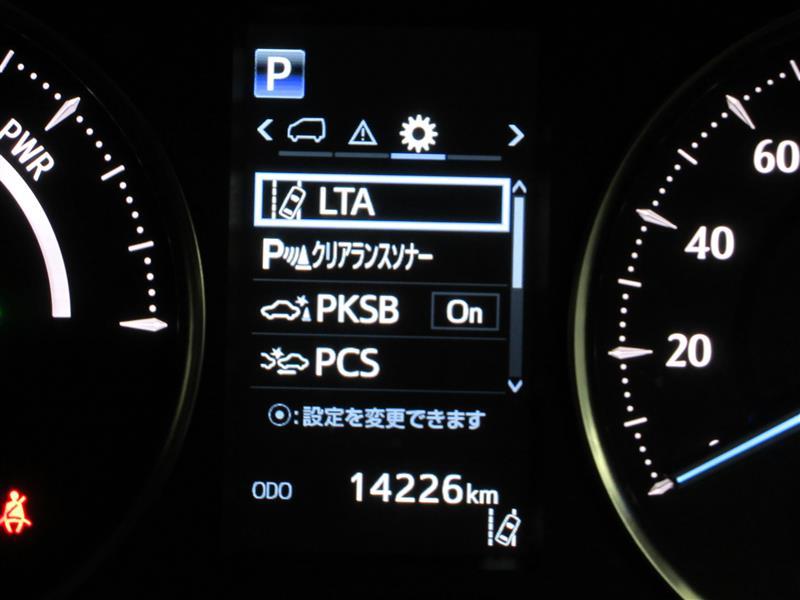 P
PWR
LTA
Pクリアランスソナー
PKSB On
PCS
:設定を変更できます
ODO 14226km
60
40
20